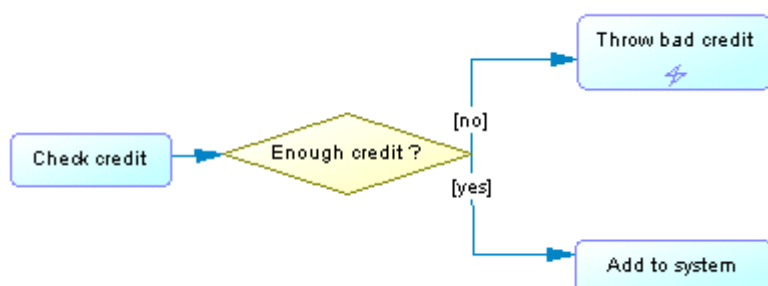 Throw bad credit
[no]
Check credit
Enough credit ?
[yes]
Add to system